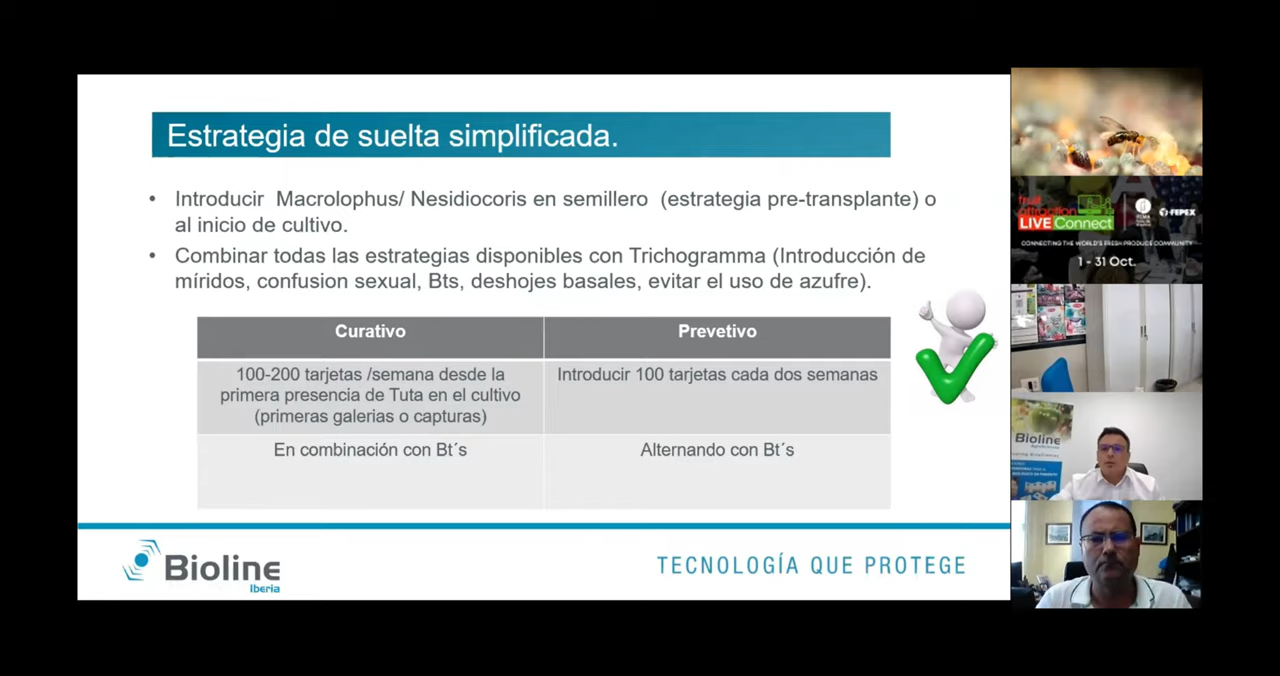 Estrategia de suelta simplificada.
• Introducir Macrolophus/ Nesidiocoris en semillero (estrategia pre-transplante) o
al inicio de cultivo.
• Combinar todas las estrategias disponibles con Trichogramma (Introducción de
míridos, confusion sexual, Bts, deshojes basales, evitar el uso de azufre).
Curativo
Prevetivo
100-200 tarjetas /semana desde la
primera presencia de Tuta en el cultivo
(primeras galerias o capturas)
Introducir 100 tarjetas cada dos semanas
En combinación con Bt´s
Alternando con Bt´s
Bioline
Iberia
TECNOLOGÍA QUE PROTEGE
fruit
attraction
LIVE Connect
FEPEX
CONNECTING THE WORLD'S FRESH PRODUCE COMMUNITY
1 - 31 Oct.
Bioline